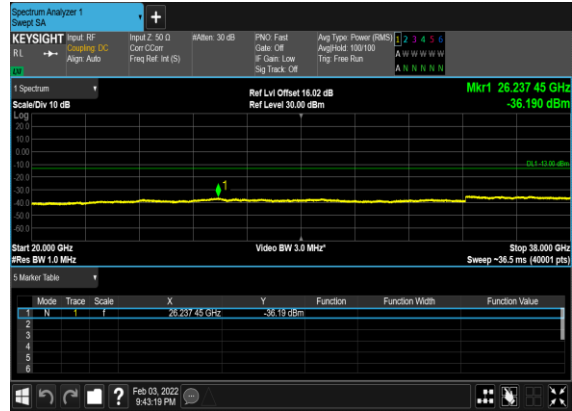 Spectrum Analyzer 1
Swept SA
+
KEYSIGHT Input: RF Input Z: 50 Ω #Atten: 30 dB PNO: Fast Avg Type: Power (RMS) 1 2 3 4 5 6
RL Coupling: DC Corr CCorr Gate: Off Avg|Hold: 100/100 A W W W W W
Align: Auto Freq Ref: Int (S) IF Gain: Low Trig: Free Run
Sig Track: Off A N N N N N
1 Spectrum
Ref Lvl Offset 16.02 dB Mkr1 26.237 45 GHz
Scale/Div 10 dB Ref Level 30.00 dBm -36.190 dBm
Log
20.0
10.0
0.00
-10.0 DL1 -13.00 dBm
-20.0
-30.0 1
-40.0
-50.0
-60.0
Start 20.000 GHz Video BW 3.0 MHz* Stop 38.000 GHz
#Res BW 1.0 MHz Sweep ~36.5 ms (40001 pts)
5 Marker Table
Mode Trace Scale X Y Function Function Width Function Value
1 N 1 f 26.237 45 GHz -36.19 dBm
2
3
4
5
6
? Feb 03, 2022
9:43:19 PM